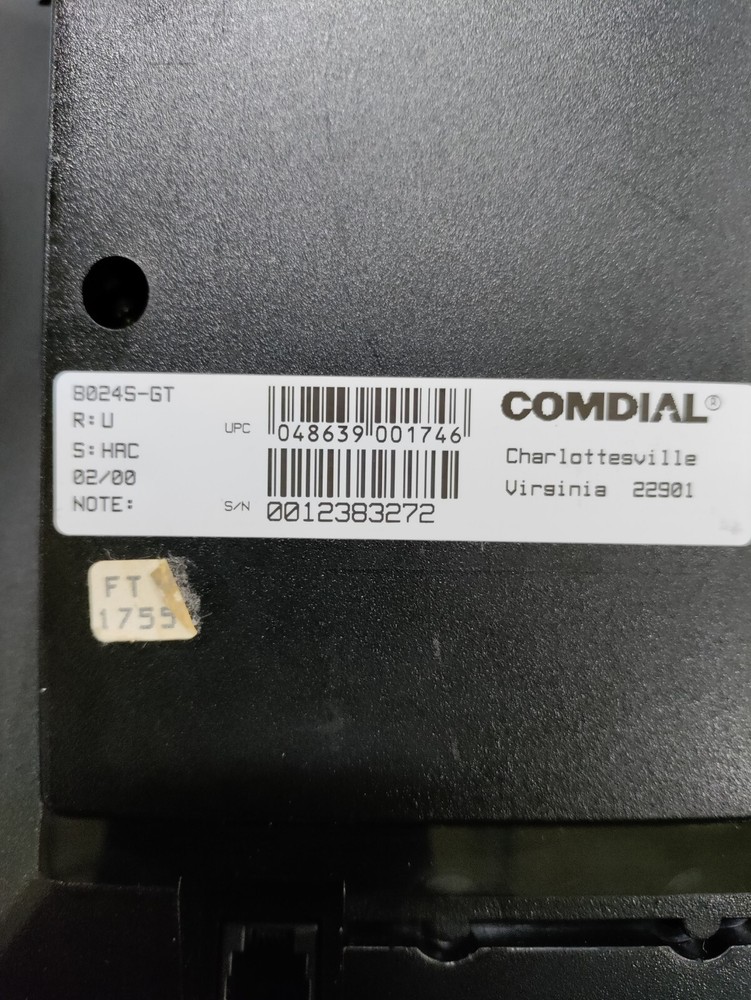 8024S-GT
R:U
S:HAC
02/00
NOTE:
UPC
048639 001746
S/N
0012383272
COMDIAL®
Charlottesville
Virginia 22901
FT
1755